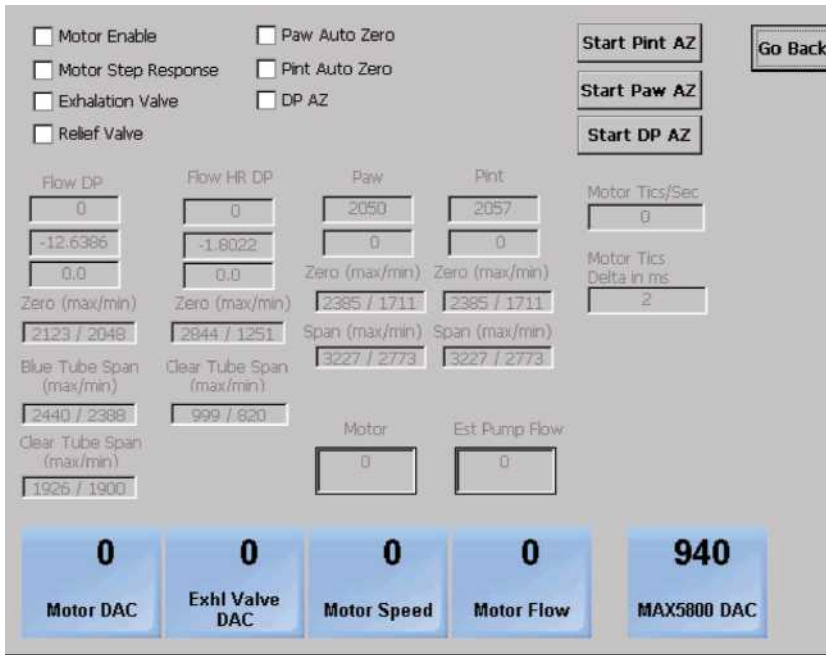 Motor Enable
Paw Auto Zero
Start Pint AZ
Go Back
Motor Step Response
Pint Auto Zero
Start Paw AZ
Exhalation Valve
DP AZ
Start DP AZ
Relief Valve
Flow DP
Flow HR DP
Paw
Pint
Motor Tics/Sec
0
0
2050
2057
0
-12.6386
-1.8022
0
0
Motor Tics
Delta in ms
2
0.0
0.0
Zero (max/min)
Zero (max/min)
2385 / 1711
2385 / 1711
Zero (max/min)
Zero (max/min)
2123 / 2048
2844 / 1251
Span (max/min)
Span (max/min)
3227 / 2773
3227 / 2773
Blue Tube Span
(max/min)
Clear Tube Span
(max/min)
2440 / 2388
999 / 820
Clear Tube Span
(max/min)
1926 / 1900
Motor
Est Pump Flow
0
0
0
Motor DAC
0
Exhl Valve
DAC
0
Motor Speed
0
Motor Flow
940
MAX5800 DAC